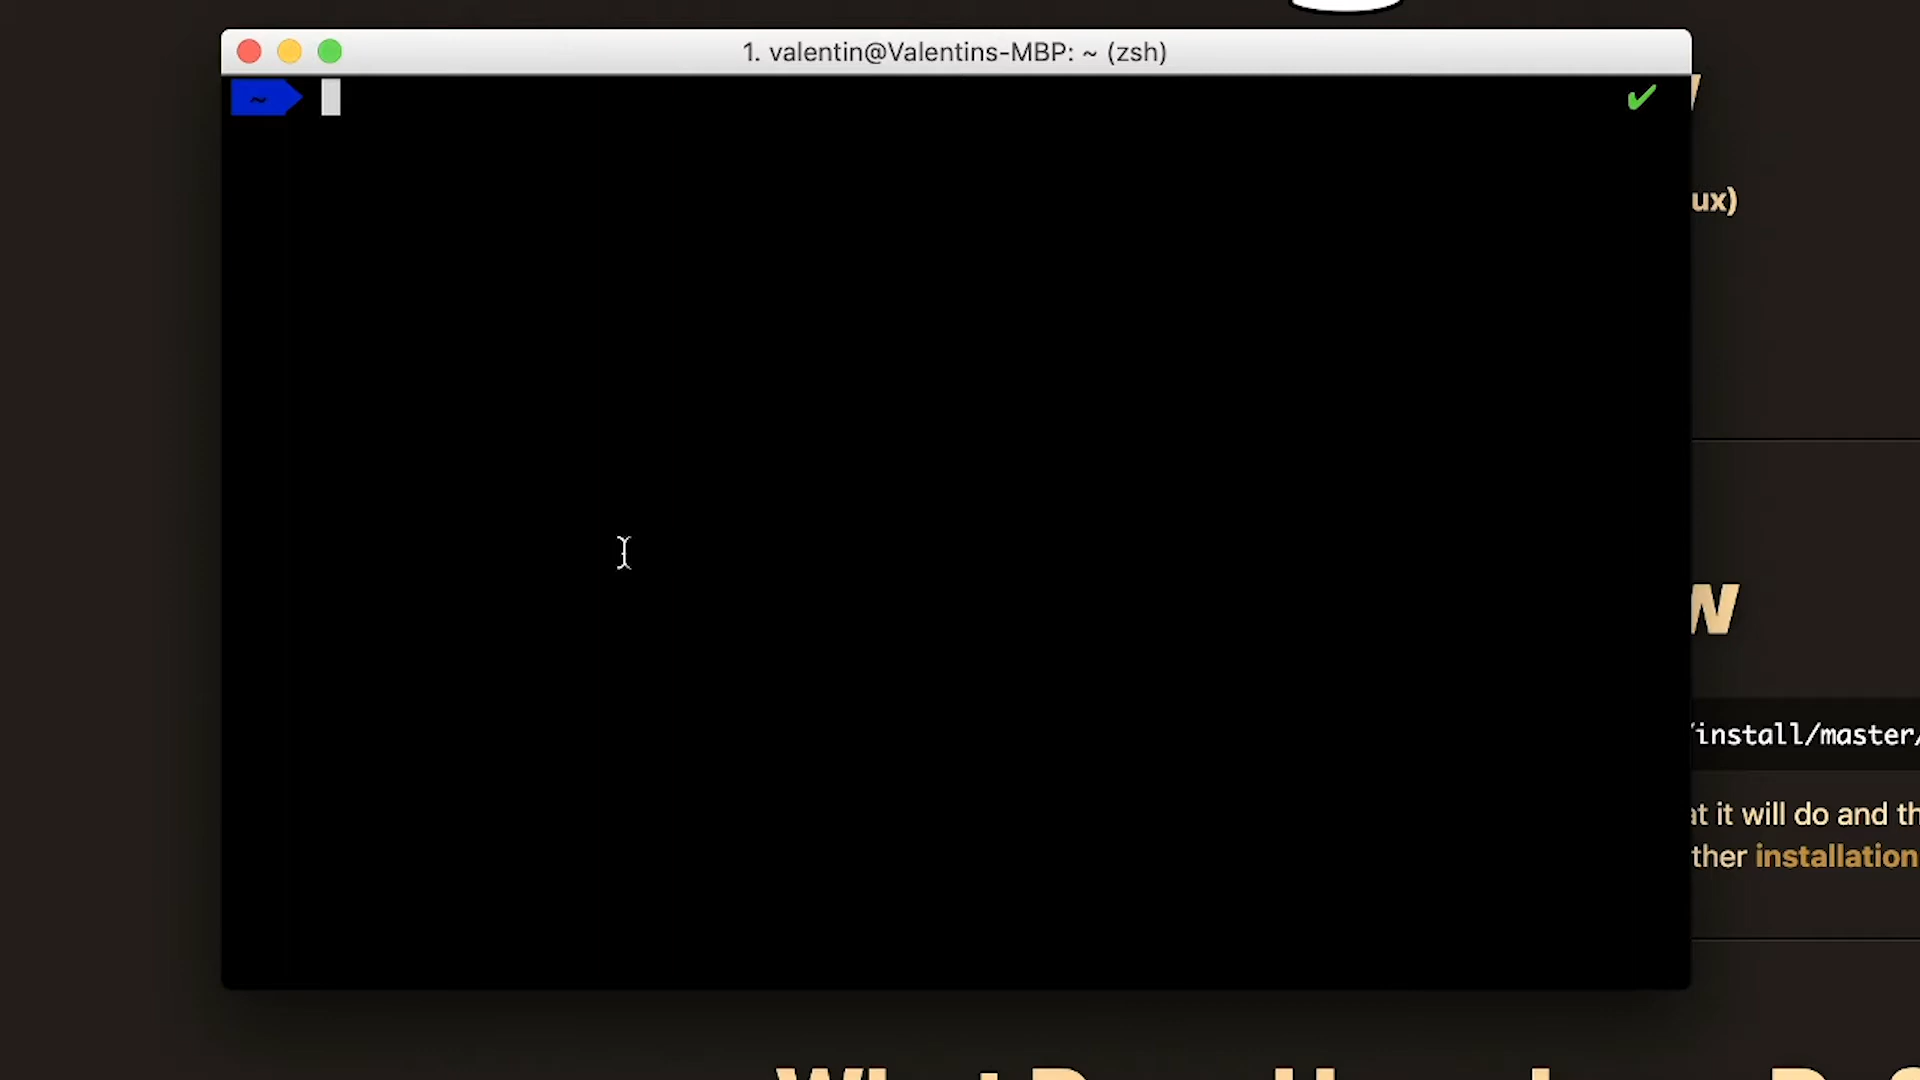 1. valentin@Valentins-MBP: ~ (zsh)
~
ux)
w
/install/master/
at it will do and th
ther installation